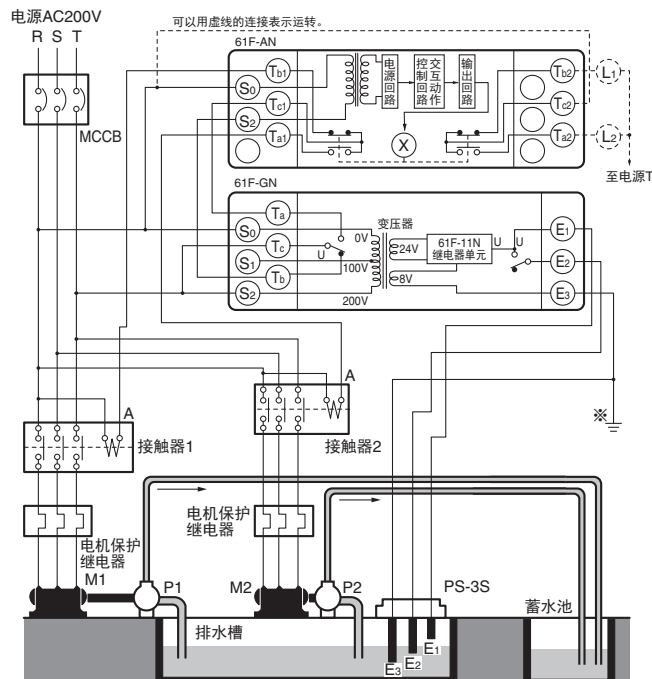 电源AC200V
R S T
可以用虚线的连接表示运转。
61F-AN
MCCB
Tb1
S0
Tc1
S2
Ta1
电源回路
交互动作控制回路
输出回路
X
Tb2
Tc2
Ta2
L1
L2
至电源T
61F-GN
Ta
S0
Tc
S1
Tb
S2
U
变压器
0V
100V
200V
24V
8V
61F-11N
继电器单元
U U
E1
E2
E3
※
A
接触器1
A
接触器2
电机保护
继电器
电机保护
继电器
M1
P1
M2
P2
PS-3S
排水槽
蓄水池
E3 E2 E1